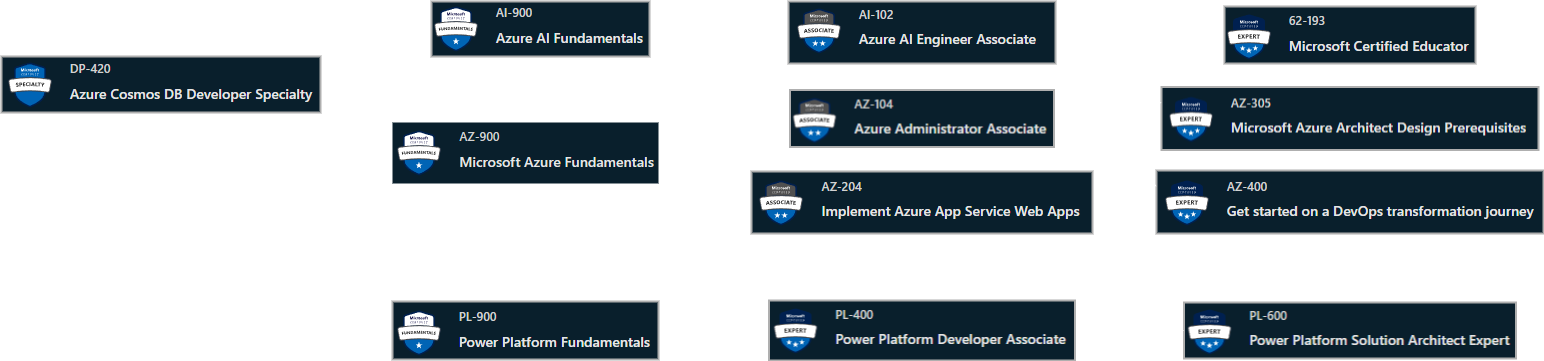 Microsoft
CERTIFIED
SPECIALTY
DP-420
Azure Cosmos DB Developer Specialty
Microsoft
CERTIFIED
FUNDAMENTALS
AI-900
Azure AI Fundamentals
Microsoft
CERTIFIED
FUNDAMENTALS
AZ-900
Microsoft Azure Fundamentals
Microsoft
CERTIFIED
FUNDAMENTALS
PL-900
Power Platform Fundamentals
Microsoft
CERTIFIED
ASSOCIATE
AI-102
Azure AI Engineer Associate
Microsoft
CERTIFIED
ASSOCIATE
AZ-104
Azure Administrator Associate
Microsoft
CERTIFIED
ASSOCIATE
AZ-204
Implement Azure App Service Web Apps
Microsoft
CERTIFIED
EXPERT
PL-400
Power Platform Developer Associate
Microsoft
CERTIFIED
EXPERT
62-193
Microsoft Certified Educator
Microsoft
CERTIFIED
EXPERT
AZ-305
Microsoft Azure Architect Design Prerequisites
Microsoft
CERTIFIED
EXPERT
AZ-400
Get started on a DevOps transformation journey
Microsoft
CERTIFIED
EXPERT
PL-600
Power Platform Solution Architect Expert